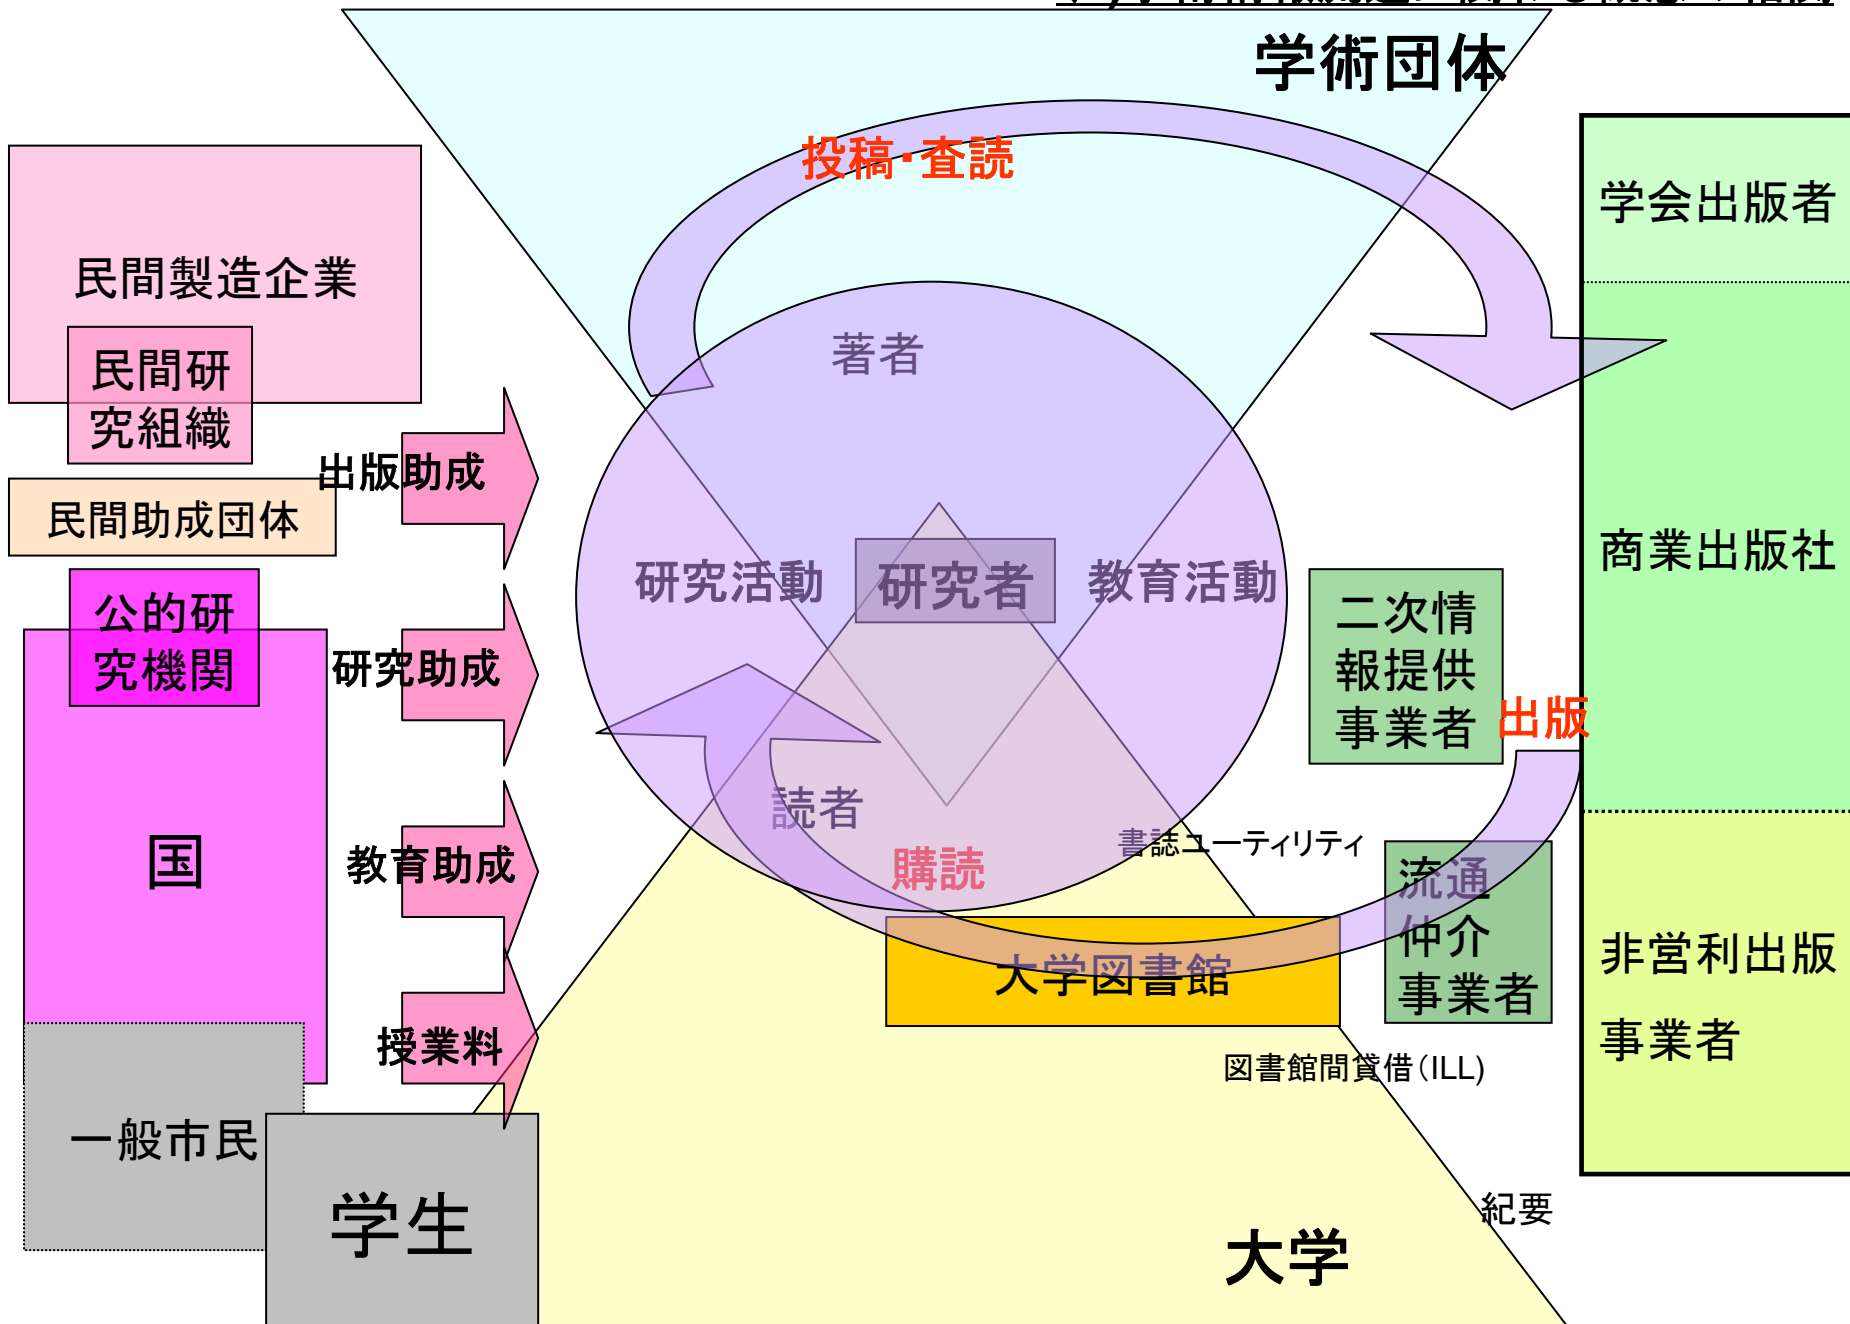 学術団体
投稿・査読
学会出版者
民間製造企業
著者
民間研
究組織
出版助成
民間助成団体
商業出版社
研究活動
研究者
教育活動
公的研
究機関
研究助成
二次情
報提供
事業者
出版
読者
国
教育助成
購読
書誌ユーティリティ
流通
仲介
事業者
大学図書館
非営利出版
事業者
授業料
図書館間貸借(ILL)
一般市民
学生
紀要
大学